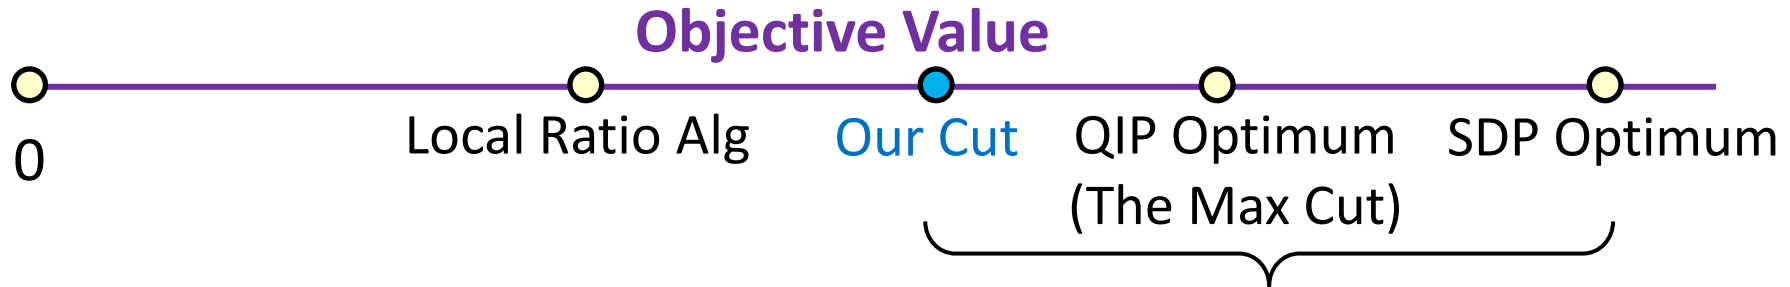 Objective Value
0
Local Ratio Alg
Our Cut
QIP Optimum
(The Max Cut)
SDP Optimum